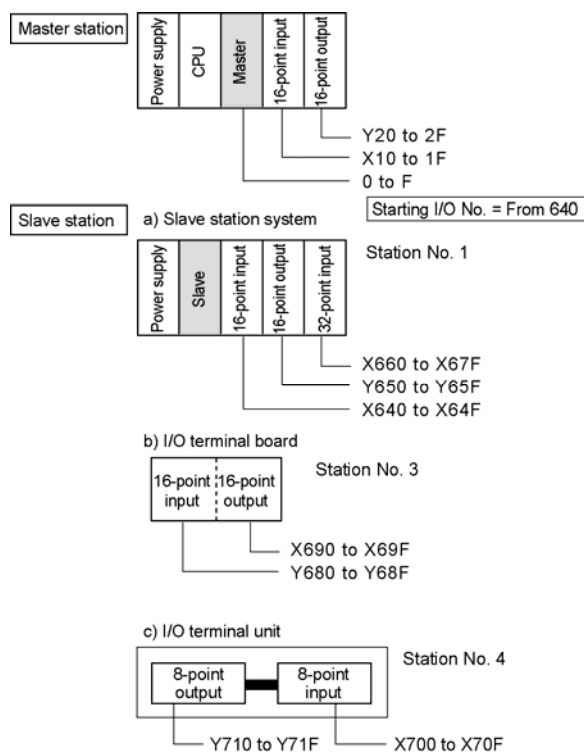 Master station
Power supply
CPU
Master
16-point input
16-point output
Y20 to 2F
X10 to 1F
0 to F
Starting I/O No. = From 640
Slave station
a) Slave station system
Station No. 1
Power supply
Slave
16-point input
16-point output
32-point input
X660 to X67F
Y650 to Y65F
X640 to X64F
b) I/O terminal board
Station No. 3
16-point input
16-point output
X690 to X69F
Y680 to Y68F
c) I/O terminal unit
Station No. 4
8-point output
8-point input
Y710 to Y71F
X700 to X70F